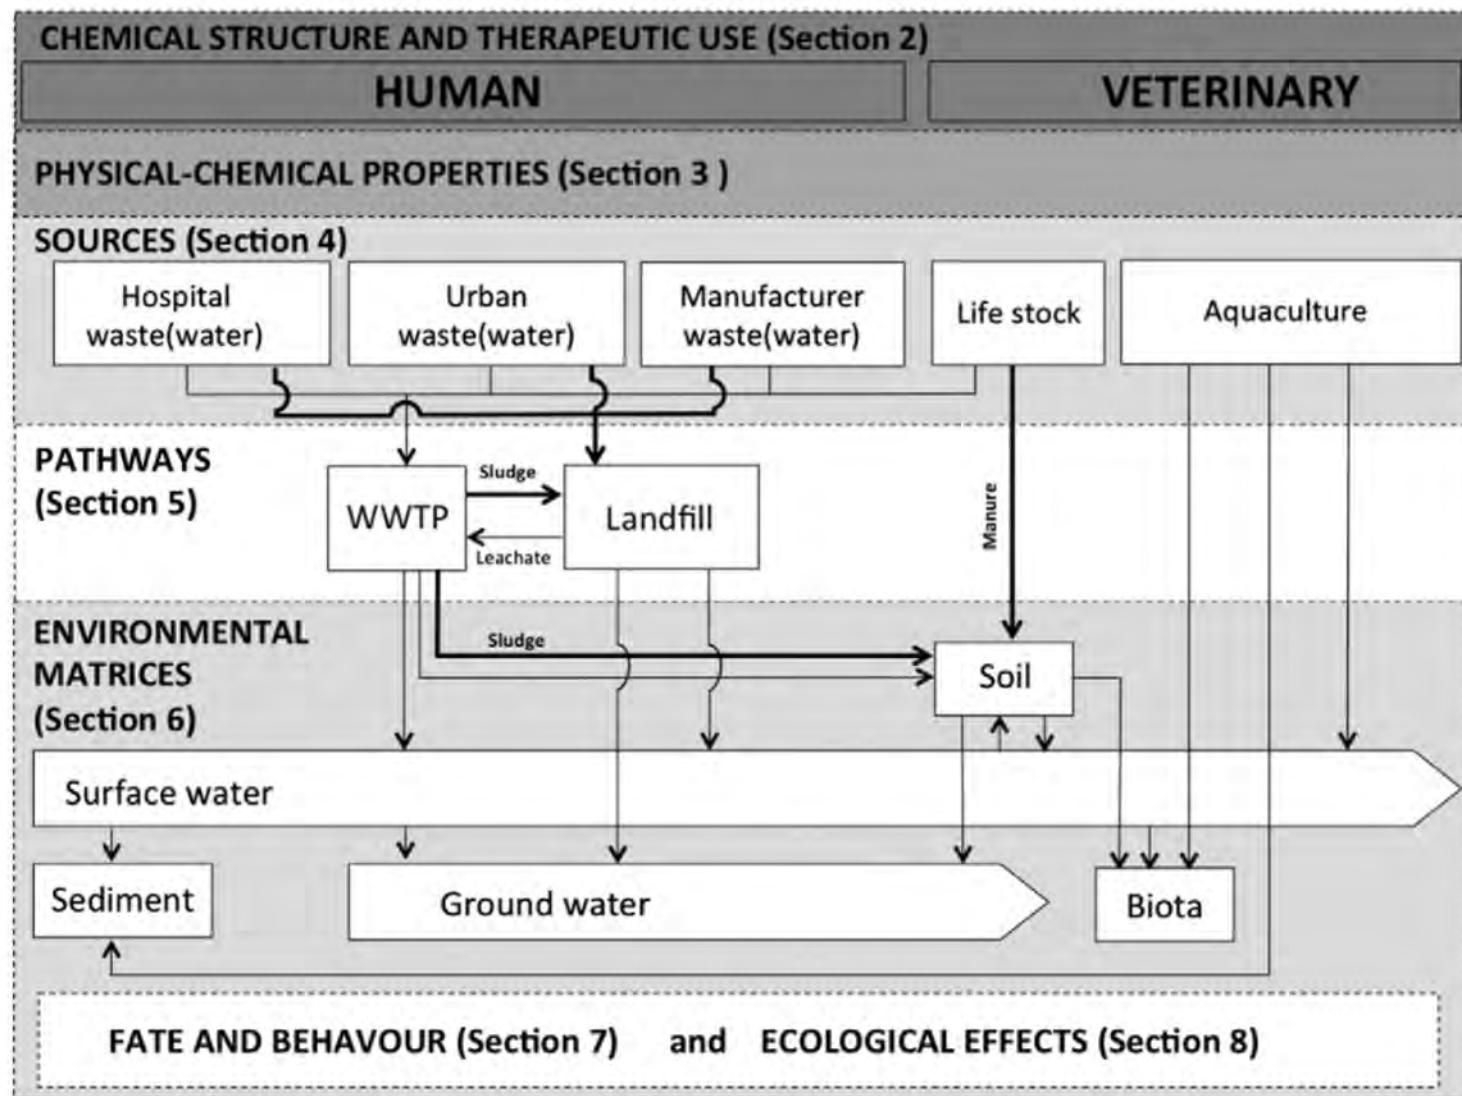 CHEMICAL STRUCTURE AND THERAPEUTIC USE (Section 2)
HUMAN
VETERINARY
PHYSICAL-CHEMICAL PROPERTIES (Section 3 )
SOURCES (Section 4)
Hospital
waste(water)
Urban
waste(water)
Manufacturer
waste(water)
Life stock
Aquaculture
PATHWAYS
(Section 5)
WWTP
Sludge
Leachate
Landfill
Manure
ENVIRONMENTAL
MATRICES
(Section 6)
Sludge
Soil
Surface water
Sediment
Ground water
Biota
FATE AND BEHAVOUR (Section 7) and ECOLOGICAL EFFECTS (Section 8)